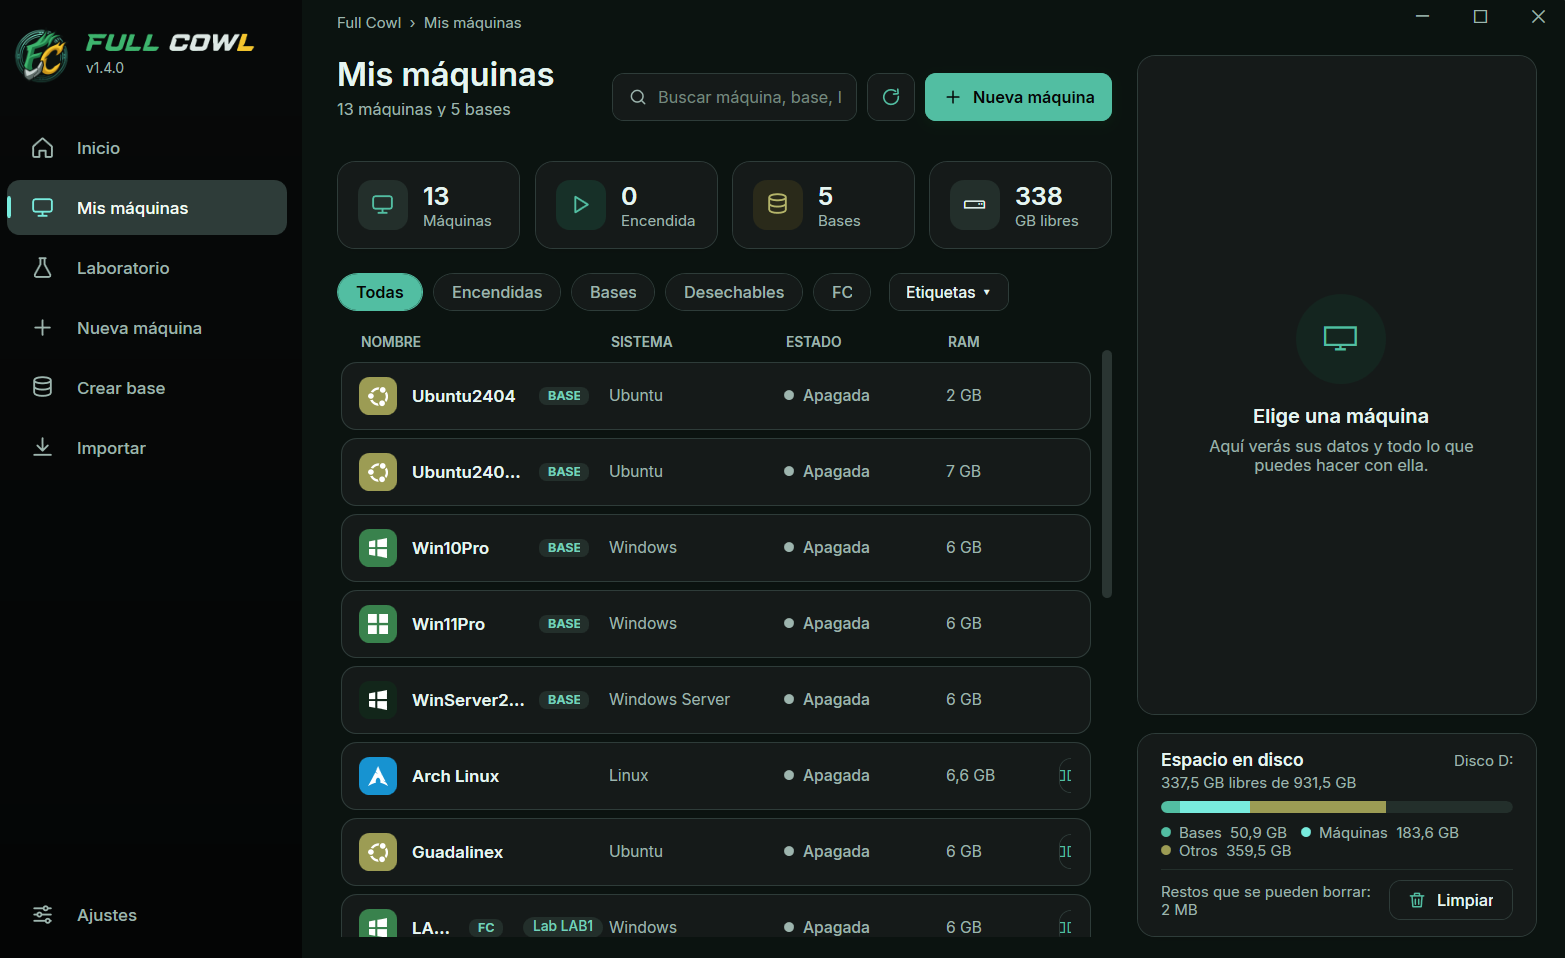 FULL COWL
v1.4.0
Inicio
Mis máquinas
Laboratorio
Nueva máquina
Crear base
Importar
Ajustes
Full Cowl › Mis máquinas
Mis máquinas
13 máquinas y 5 bases
Buscar máquina, base, l
Nueva máquina
13
Máquinas
0
Encendida
5
Bases
338
GB libres
Todas
Encendidas
Bases
Desechables
FC
Etiquetas
NOMBRE SISTEMA ESTADO RAM
Ubuntu2404 BASE Ubuntu Apagada 2 GB
Ubuntu240... BASE Ubuntu Apagada 7 GB
Win10Pro BASE Windows Apagada 6 GB
Win11Pro BASE Windows Apagada 6 GB
WinServer2... BASE Windows Server Apagada 6 GB
Arch Linux Linux Apagada 6,6 GB
Guadalinex Ubuntu Apagada 6 GB
LA... FC Lab LAB1 Windows Apagada 6 GB
Elige una máquina
Aquí verás sus datos y todo lo que
puedes hacer con ella.
Espacio en disco Disco D:
337,5 GB libres de 931,5 GB
Bases 50,9 GB Máquinas 183,6 GB
Otros 359,5 GB
Restos que se pueden borrar:
2 MB
Limpiar